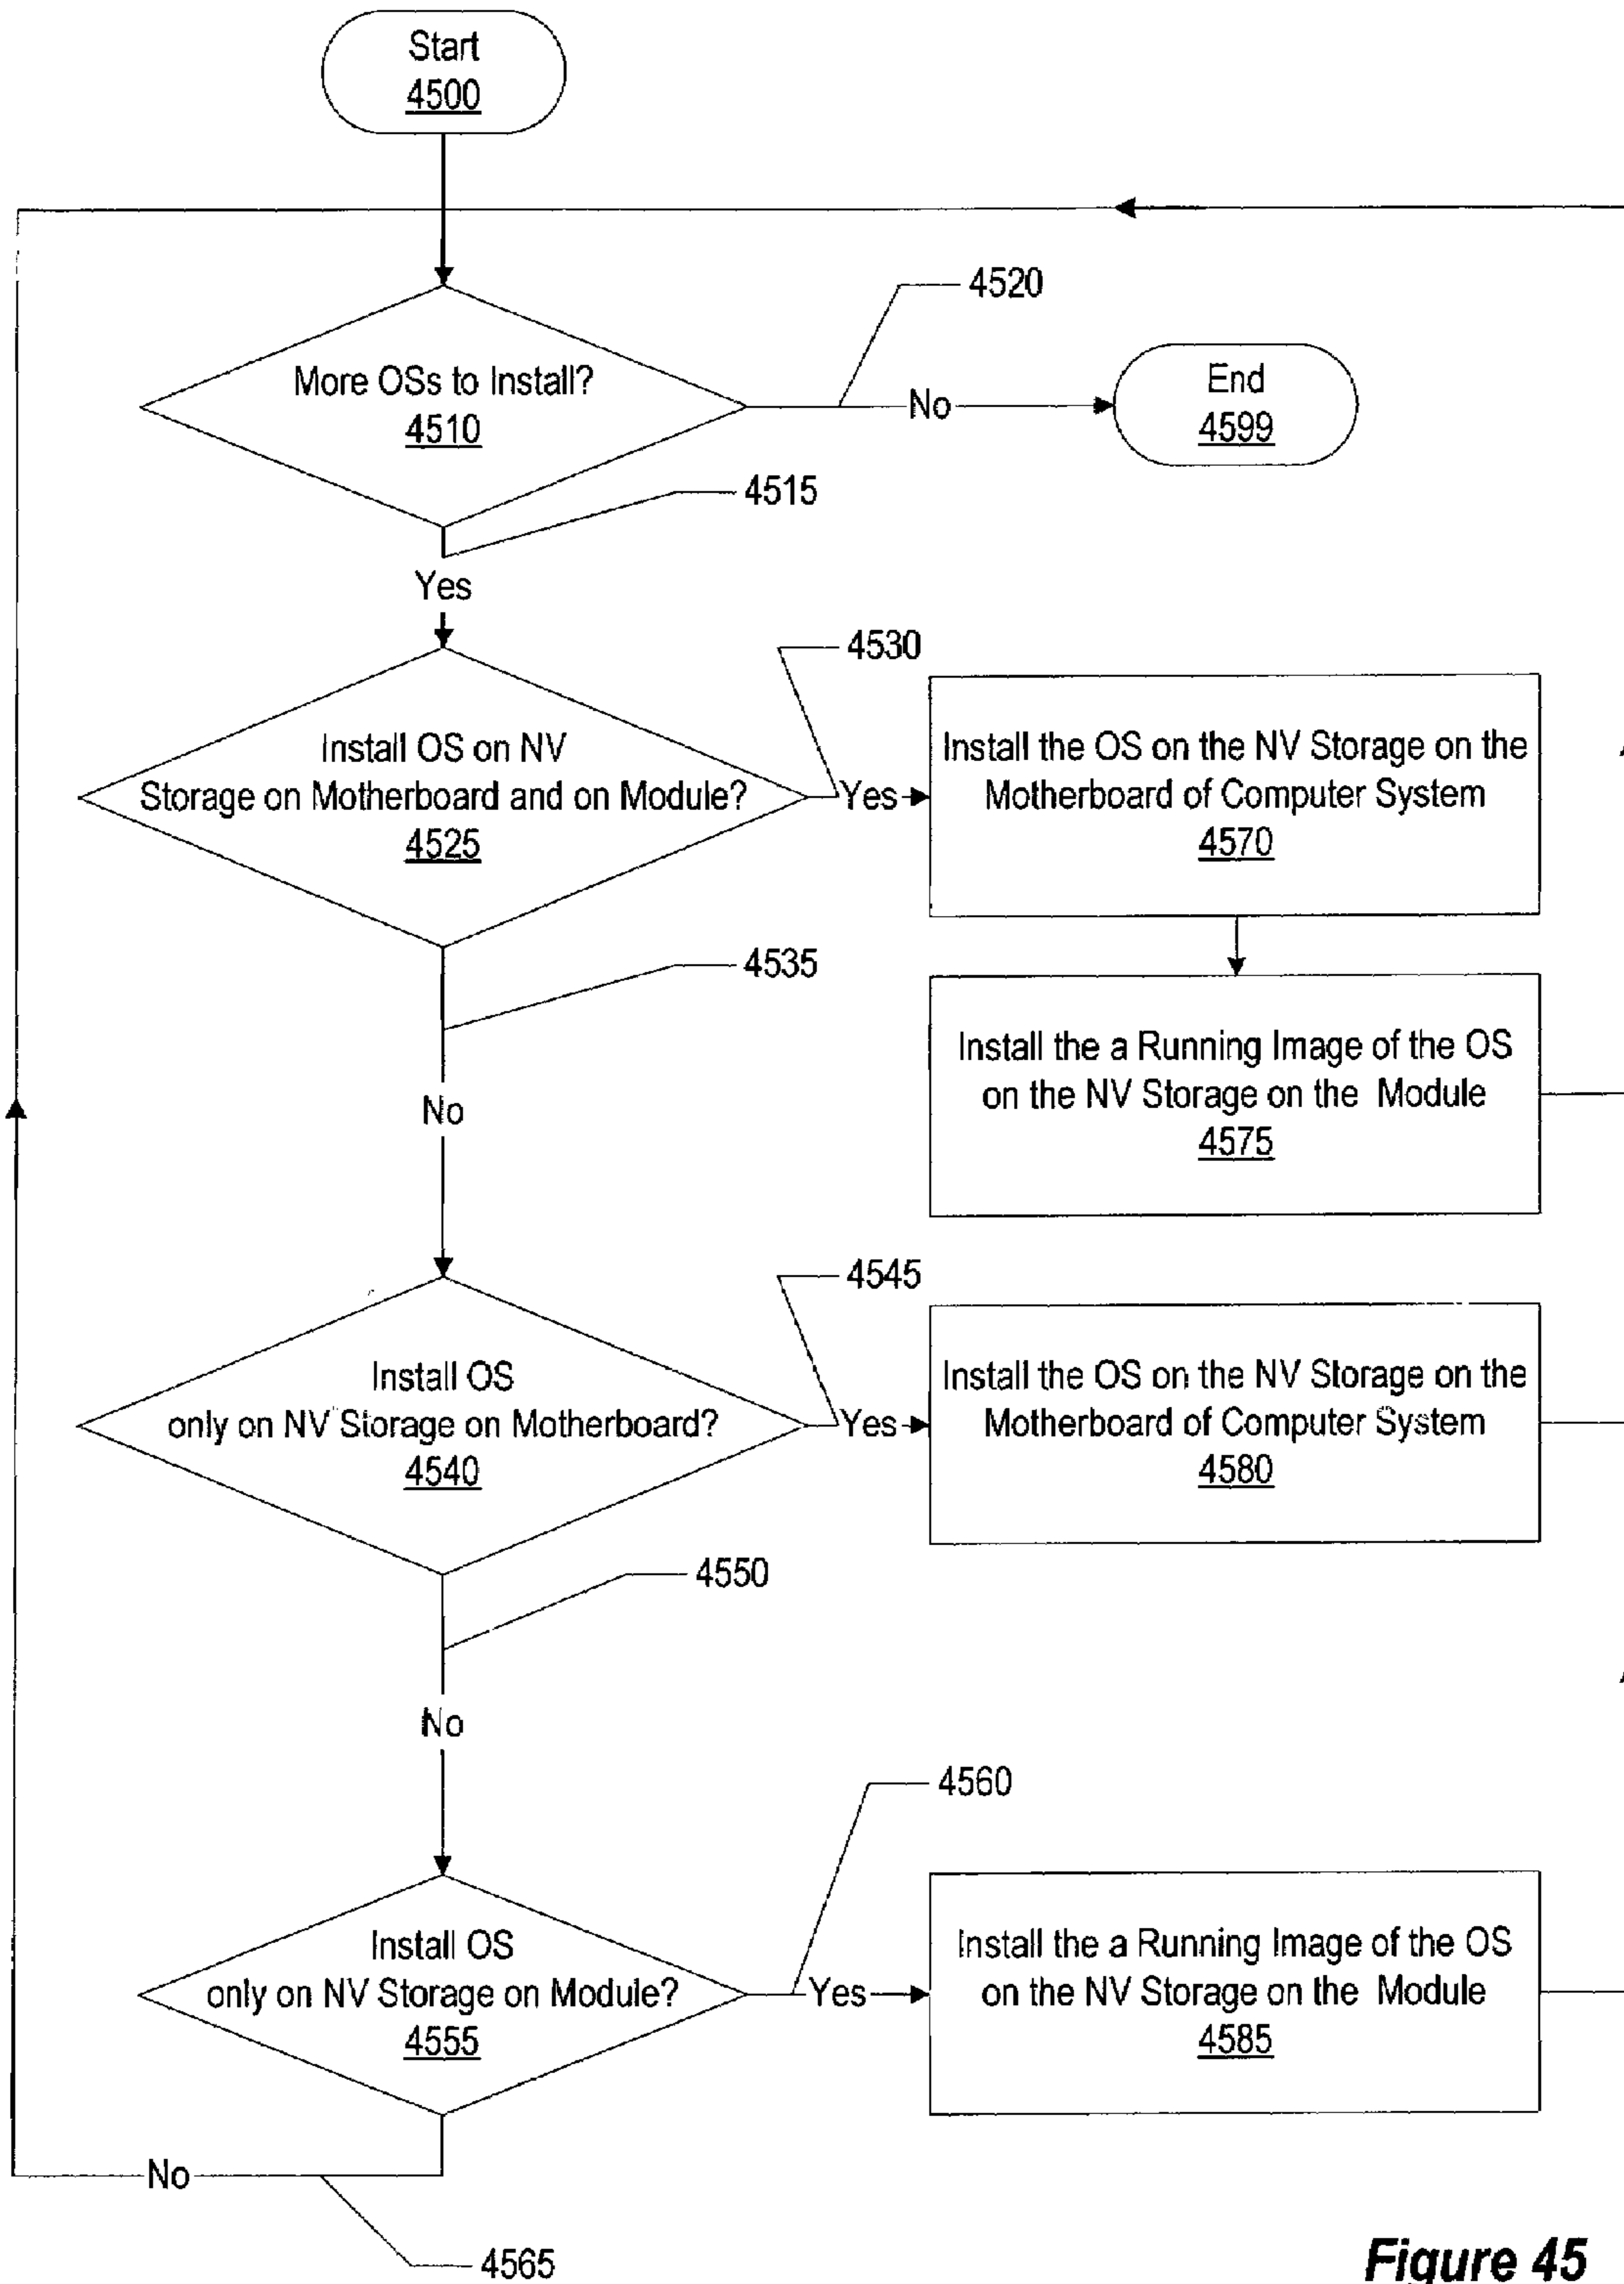 Start
4500
4520
More OSs to Install?
4510
No
End
4599
4515
Yes
4530
Install OS on NV
Storage on Motherboard and on Module?
4525
Yes
Install the OS on the NV Storage on the
Motherboard of Computer System
4570
4535
No
Install the a Running Image of the OS
on the NV Storage on the Module
4575
4545
Install OS
only on NV Storage on Motherboard?
4540
Yes
Install the OS on the NV Storage on the
Motherboard of Computer System
4580
4550
No
4560
Install OS
only on NV Storage on Module?
4555
Yes
Install the a Running Image of the OS
on the NV Storage on the Module
4585
No
4565
Figure 45